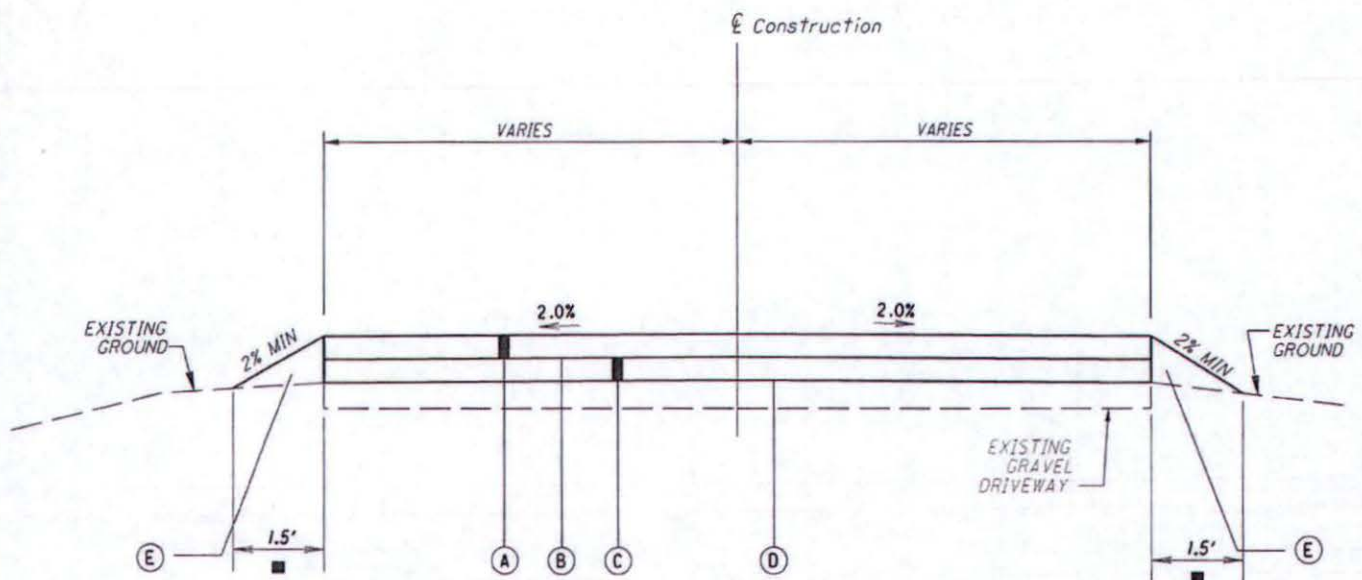 ℄ Construction
VARIES
VARIES
2.0%
2.0%
EXISTING
GROUND
2% MIN
2% MIN
EXISTING
GROUND
EXISTING
GRAVEL
DRIVEWAY
E
1.5'
A
B
C
D
1.5'
E